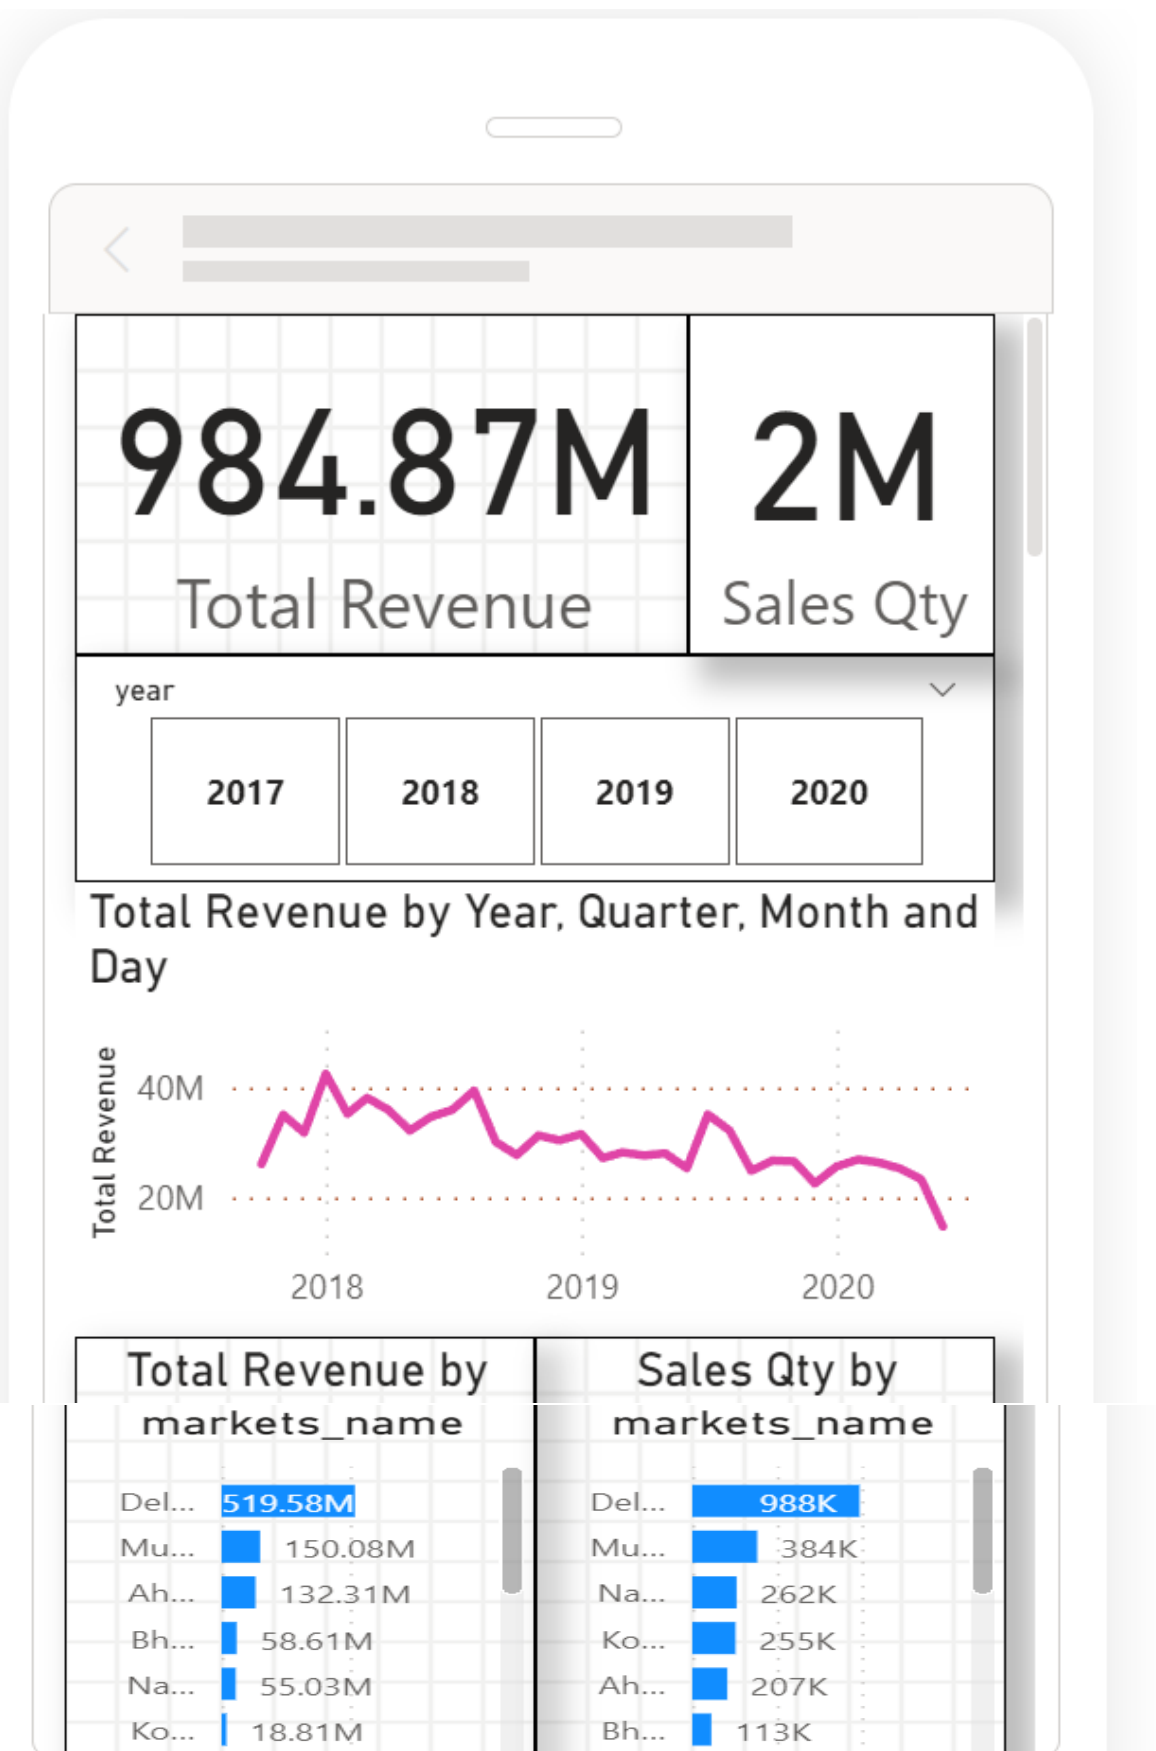 984.87M
Total Revenue
2M
Sales Qty
year
2017
2018
2019
2020
Total Revenue by Year, Quarter, Month and
Day
Total Revenue
40M
20M
2018
2019
2020
Total Revenue by
markets_name
Del... 519.58M
Mu... 150.08M
Ah... 132.31M
Bh... 58.61M
Na... 55.03M
Ko... 18.81M
Sales Qty by
markets_name
Del... 988K
Mu... 384K
Na... 262K
Ko... 255K
Ah... 207K
Bh... 113K